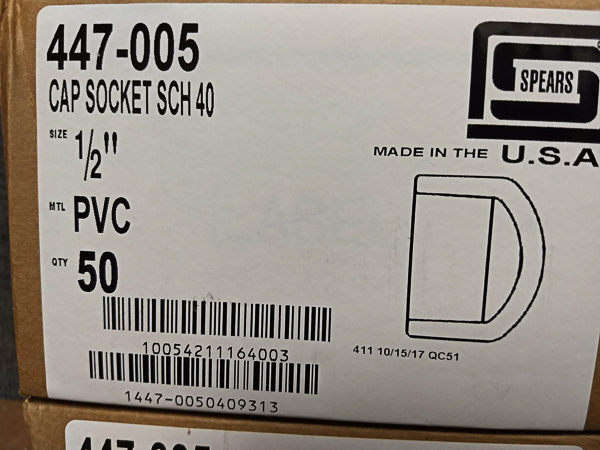 447-005
CAP SOCKET SCH 40
SIZE 1/2"
MTL PVC
QTY 50
10054211164003
1447-0050409313
SPEARS
MADE IN THE U.S.A
411 10/15/17 QC51
447-005